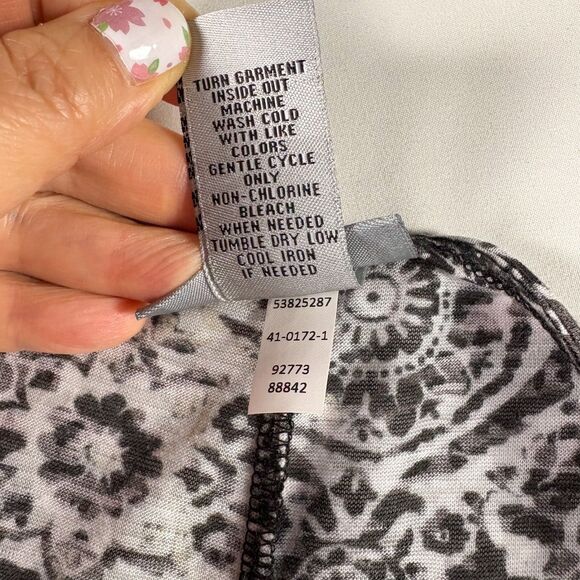 TURN GARMENT
INSIDE OUT
MACHINE
WASH COLD
WITH LIKE
COLORS
GENTLE CYCLE
ONLY
NON-CHLORINE
BLEACH
WHEN NEEDED
TUMBLE DRY LOW
COOL IRON
IF NEEDED
53825287
41-0172-1
92773
88842